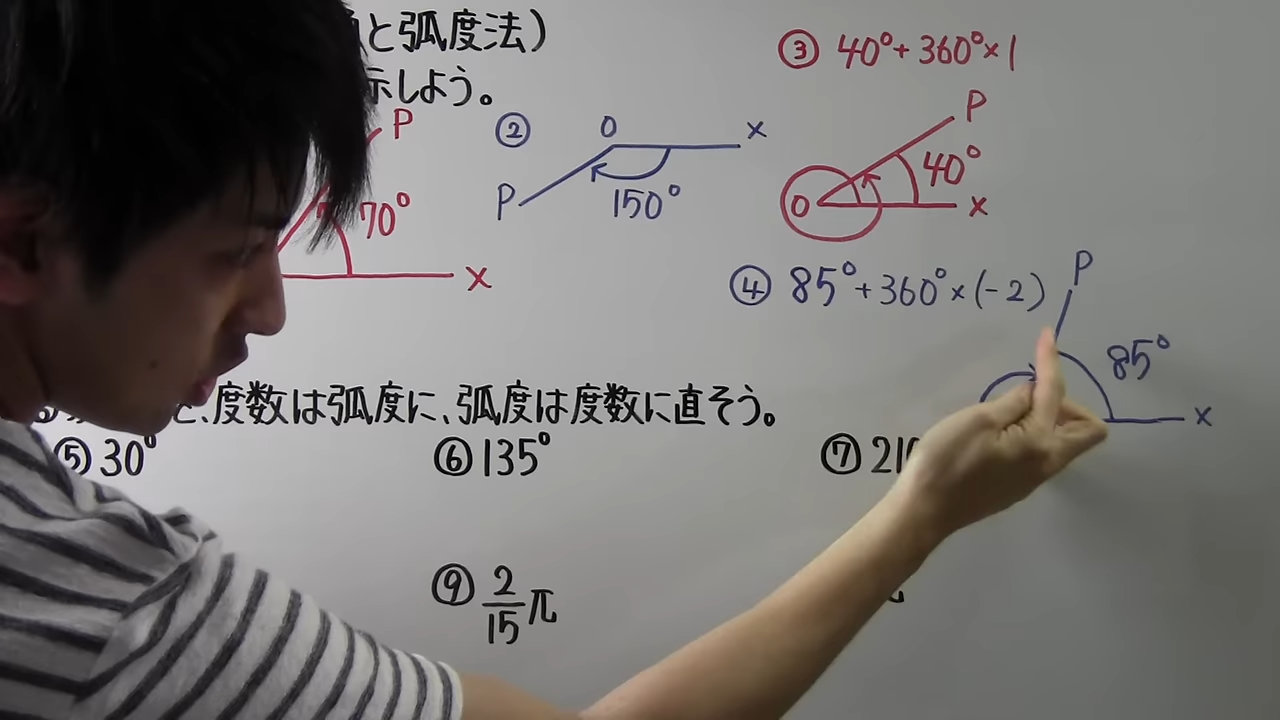 と弧度法)
示しよう。
P
70°
x
②
O
x
P
150°
③ 40°+360°×1
P
40°
O
x
④ 85°+360°×(-2)
P
85°
x
と、度数は弧度に、弧度は度数に直そう。
⑤ 30°
⑥ 135°
⑦ 21
⑨ 2/15 π